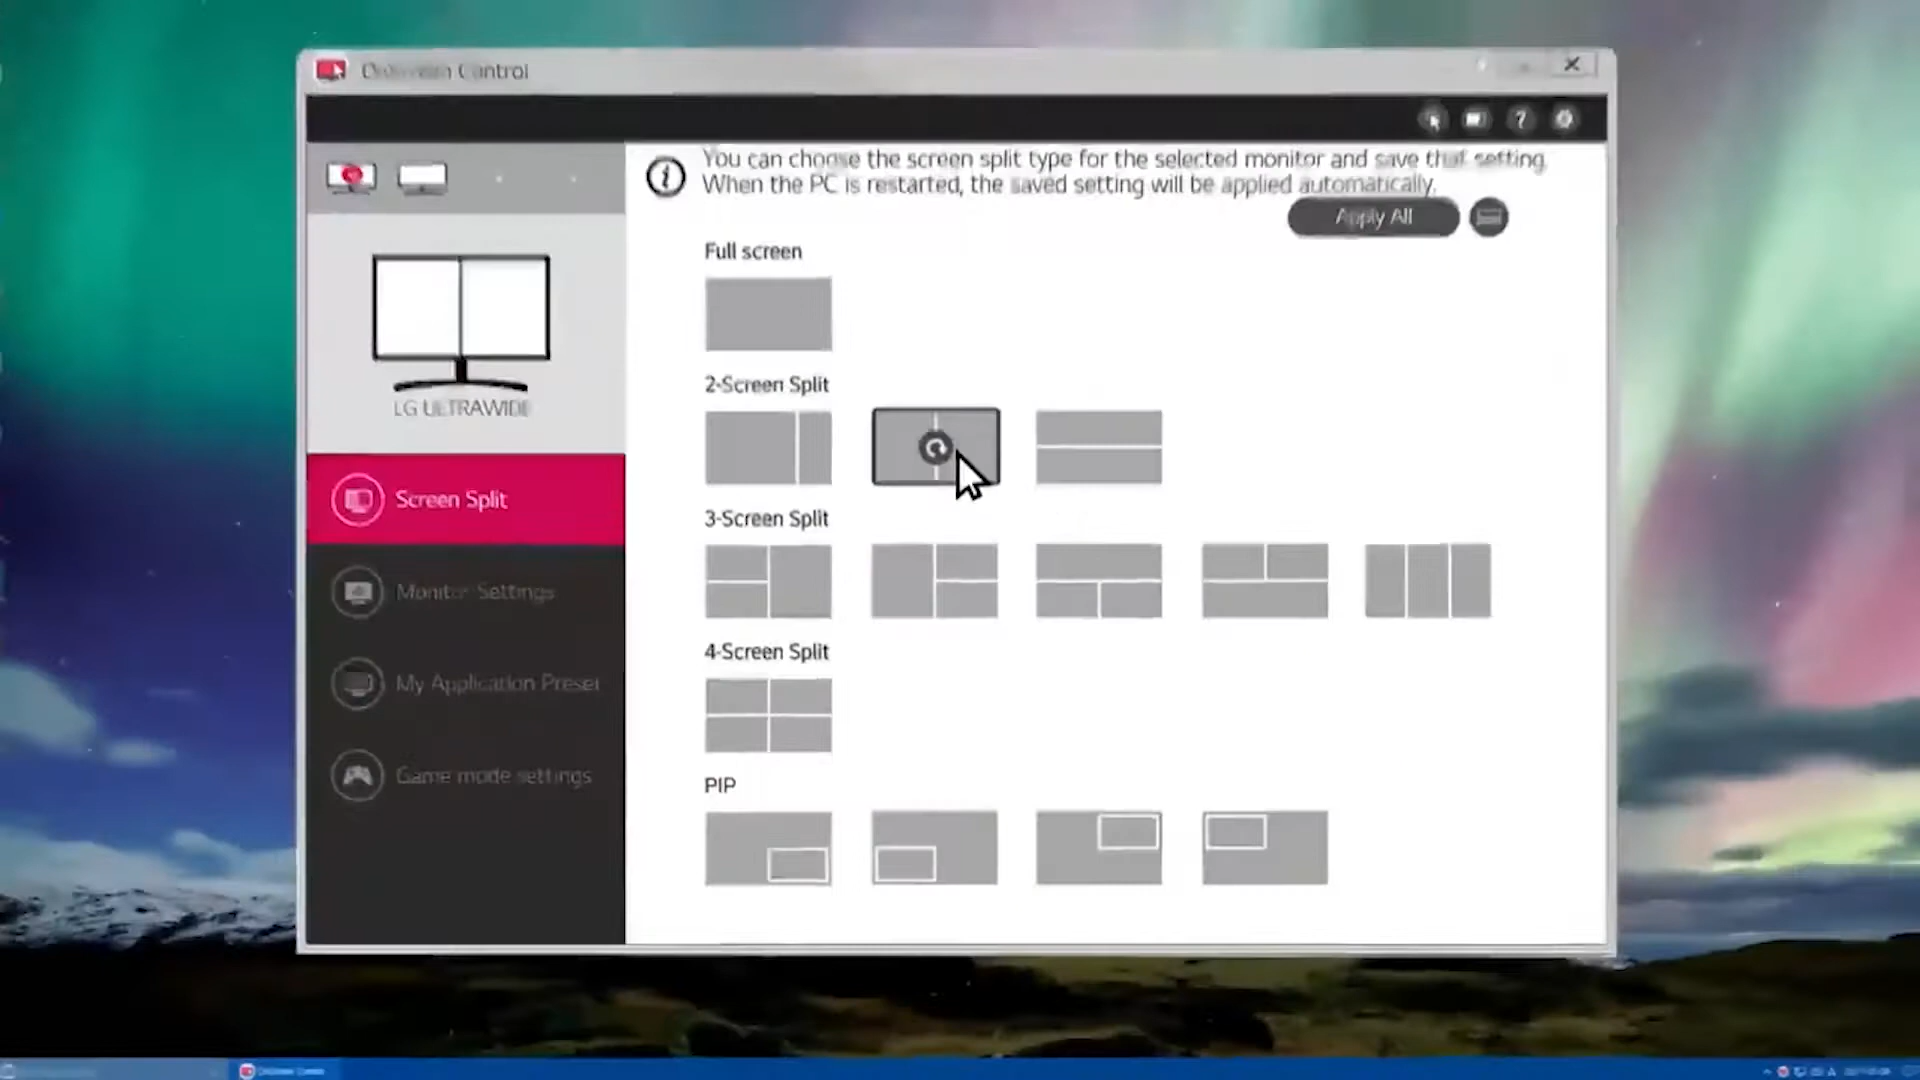 OnScreen Control
You can choose the screen split type for the selected monitor and save that setting.
When the PC is restarted, the saved setting will be applied automatically.
Apply All
Full screen
LG ULTRAWIDE
2-Screen Split
Screen Split
3-Screen Split
Monitor Settings
4-Screen Split
My Application Preset
Game mode settings
PIP